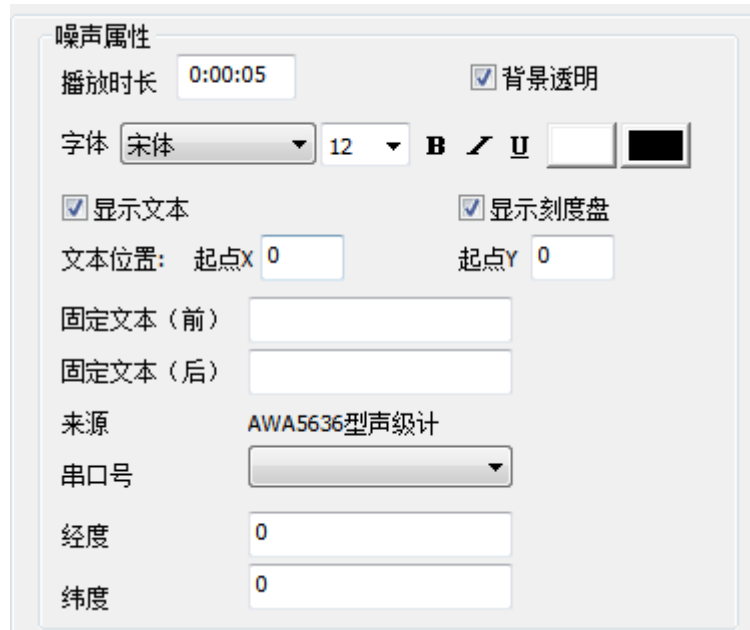 噪声属性
播放时长 0:00:05 背景透明
字体 宋体 12 B I U
显示文本 显示刻度盘
文本位置: 起点X 0 起点Y 0
固定文本（前）
固定文本（后）
来源 AWA5636型声级计
串口号
经度 0
纬度 0